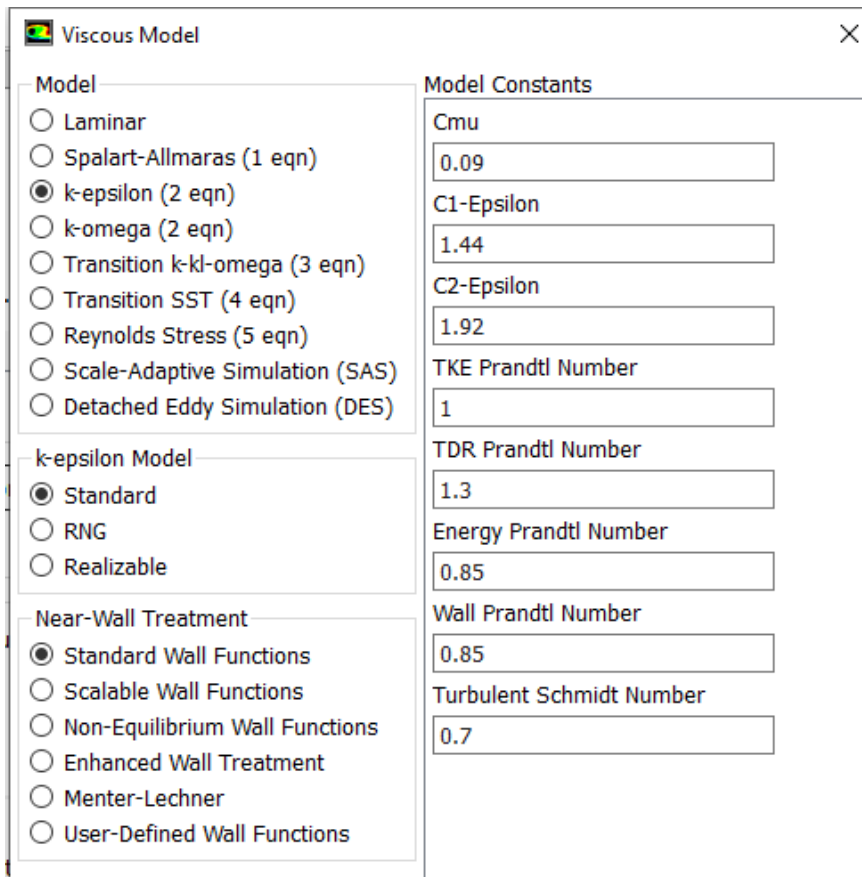 Viscous Model
Model
Laminar
Spalart-Allmaras (1 eqn)
k-epsilon (2 eqn)
k-omega (2 eqn)
Transition k-kl-omega (3 eqn)
Transition SST (4 eqn)
Reynolds Stress (5 eqn)
Scale-Adaptive Simulation (SAS)
Detached Eddy Simulation (DES)
k-epsilon Model
Standard
RNG
Realizable
Near-Wall Treatment
Standard Wall Functions
Scalable Wall Functions
Non-Equilibrium Wall Functions
Enhanced Wall Treatment
Menter-Lechner
User-Defined Wall Functions
Model Constants
Cmu
0.09
C1-Epsilon
1.44
C2-Epsilon
1.92
TKE Prandtl Number
1
TDR Prandtl Number
1.3
Energy Prandtl Number
0.85
Wall Prandtl Number
0.85
Turbulent Schmidt Number
0.7